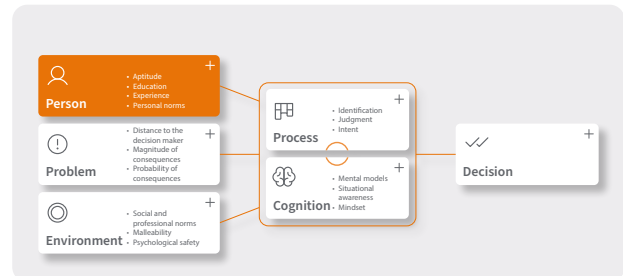 • Aptitude
• Education
• Experience
• Personal norms
Person
• Distance to the
decision maker
• Magnitude of
consequences
• Probability of
consequences
Problem
• Social and
professional norms
• Malleability
• Psychological safety
Environment
• Identification
• Judgment
• Intent
Process
• Mental models
• Situational
awareness
• Mindset
Cognition
Decision